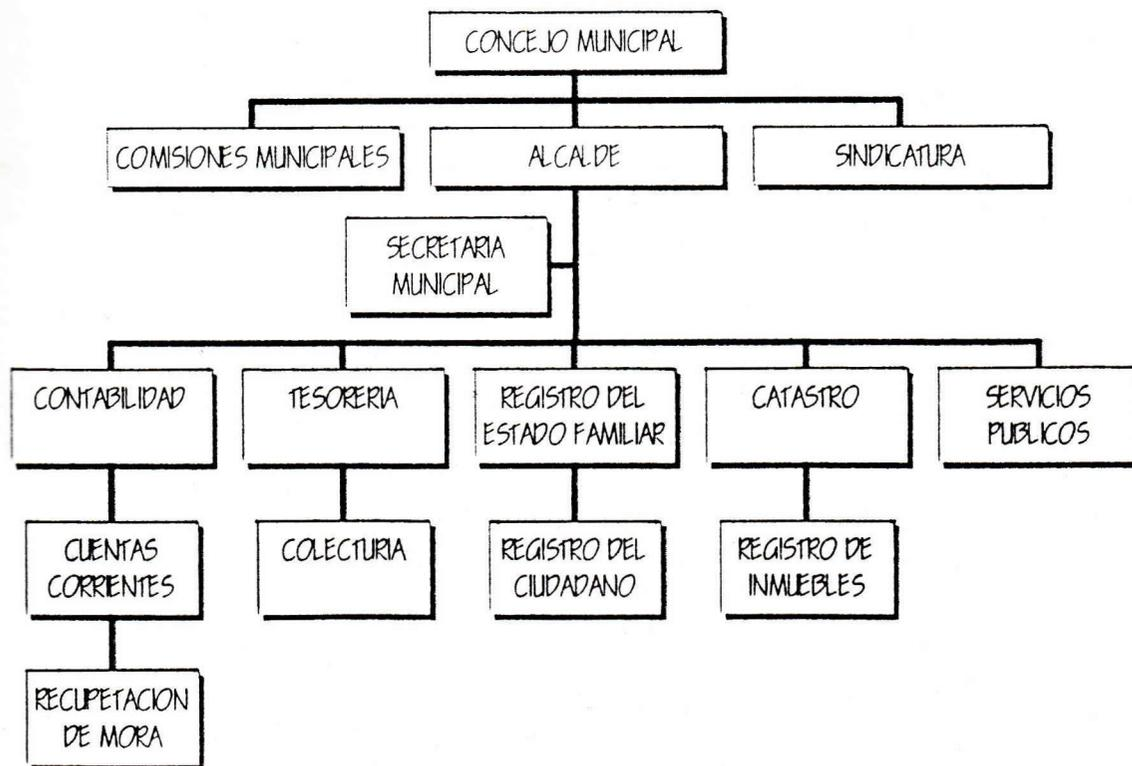 CONCEJO MUNICIPAL
COMISIONES MUNICIPALES
ALCALDE
SINDICATURA
SECRETARIA
MUNICIPAL
CONTABILIDAD
TESORERIA
REGISTRO DEL
ESTADO FAMILIAR
CATASTRO
SERVICIOS
PUBLICOS
CUENTAS
CORRIENTES
COLECTURIA
REGISTRO DEL
CIUDADANO
REGISTRO DE
INMUEBLES
RECUPETACION
DE MORA